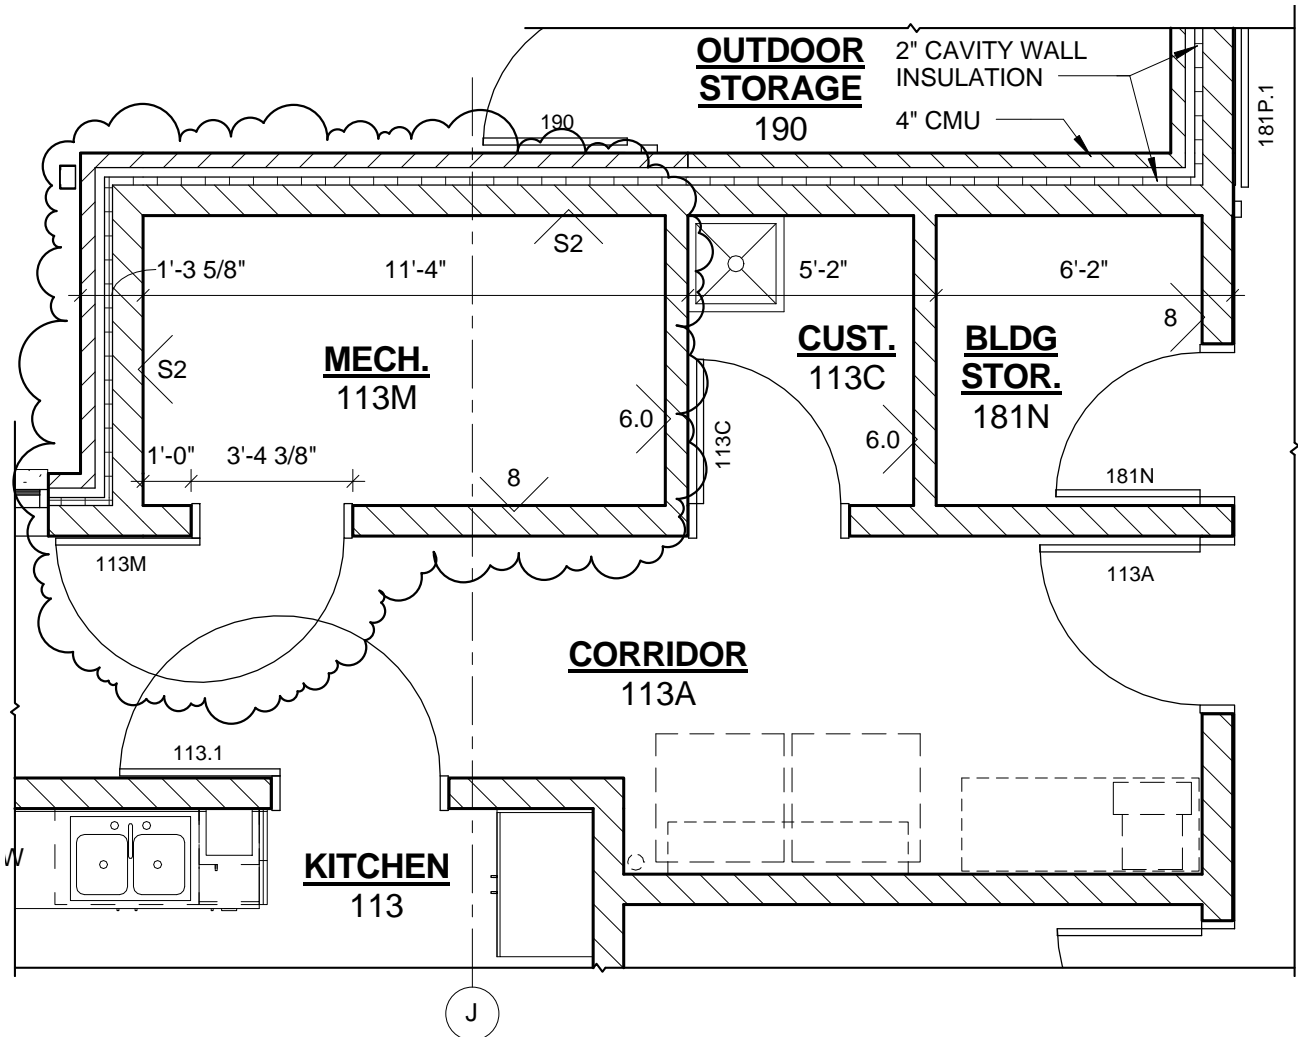 OUTDOOR
STORAGE
190
2" CAVITY WALL
INSULATION
4" CMU
181P.1
190
S2
1'-3 5/8"
11'-4"
5'-2"
6'-2"
8
S2
MECH.
113M
CUST.
113C
BLDG
STOR.
181N
6.0
113C
6.0
1'-0"
3'-4 3/8"
8
181N
113M
113A
CORRIDOR
113A
113.1
W
KITCHEN
113
J